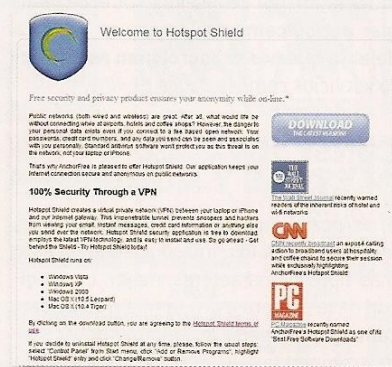 Welcome to Hotspot Shield
Free security and privacy product ensures your anonymity while on-line.*
Public networks (both wired and wireless) are great. After all, what would life be
without connecting while at airports, hotels and coffee shops? However, the danger to
your personal data exists even if you connect to a fee based open network. Your
passwords, credit card numbers, and any data you send can be seen and associated
with you personally. Standard antivirus software won't protect you as this threat is on
the network, not your laptop or iPhone.
That's why AnchorFree is pleased to offer Hotspot Shield. Our application keeps your
Internet connection secure and anonymous on public networks.
100% Security Through a VPN
Hotspot Shield creates a virtual private network (VPN) between your laptop or iPhone
and our Internet gateway. This impenetrable tunnel prevents snoopers and hackers
from viewing your email, instant messages, credit card information or anything else
you send over the network. Hotspot Shield security application is free to download,
employs the latest VPN technology, and is easy to install and use. So go ahead - Get
behind the Shield - Try Hotspot Shield today!
Hotspot Shield runs on:
Windows Vista
Windows XP
Windows 2000
Mac OS X (10.5 Leopard)
Mac OS X (10.4 Tiger)
By clicking on the download button, you are agreeing to the Hotspot Shield terms of
use.
If you decide to uninstall Hotspot Shield at any time, please, follow the usual steps:
select "Control Panel" from Start menu, click "Add or Remove Programs", highlight
"Hotspot Shield" entry and click "Change/Remove" button.
DOWNLOAD
THE LATEST VERSION
THE
WALL
STREET
JOURNAL
The Wall Street Journal recently warned
readers of the inherent risks of hotel and
wi-fi networks
CNN
CNN recently broadcast an exposé calling
action to broadband users at hospitality
and coffee chains to secure their session
while exclusively highlighting
AnchorFree's Hotspot Shield
PC
MAGAZINE
PC Magazine recently named
AnchorFree's Hotspot Shield as one of its
"Best Free Software Downloads"